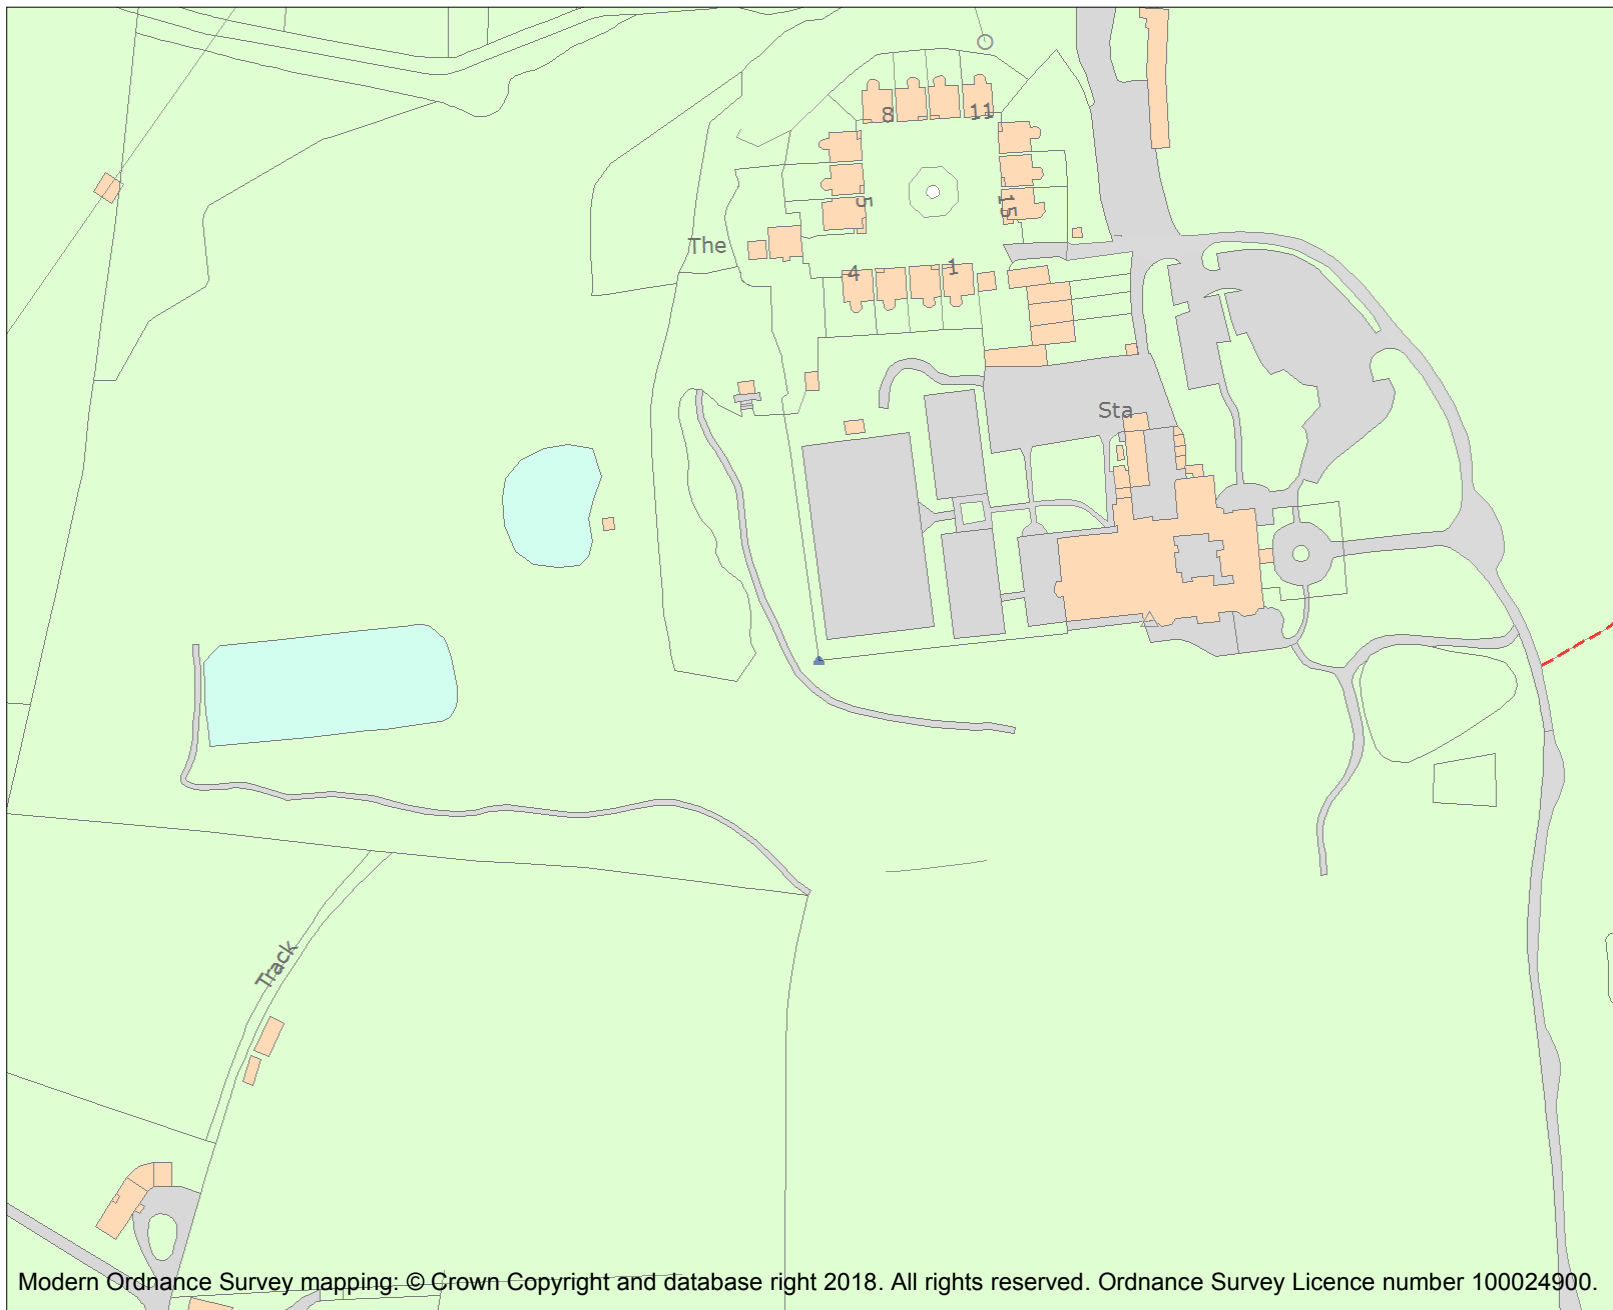 8
11
5
15
The
4
1
Sta
Track
Modern Ordnance Survey mapping: © Crown Copyright and database right 2018. All rights reserved. Ordnance Survey Licence number 100024900.